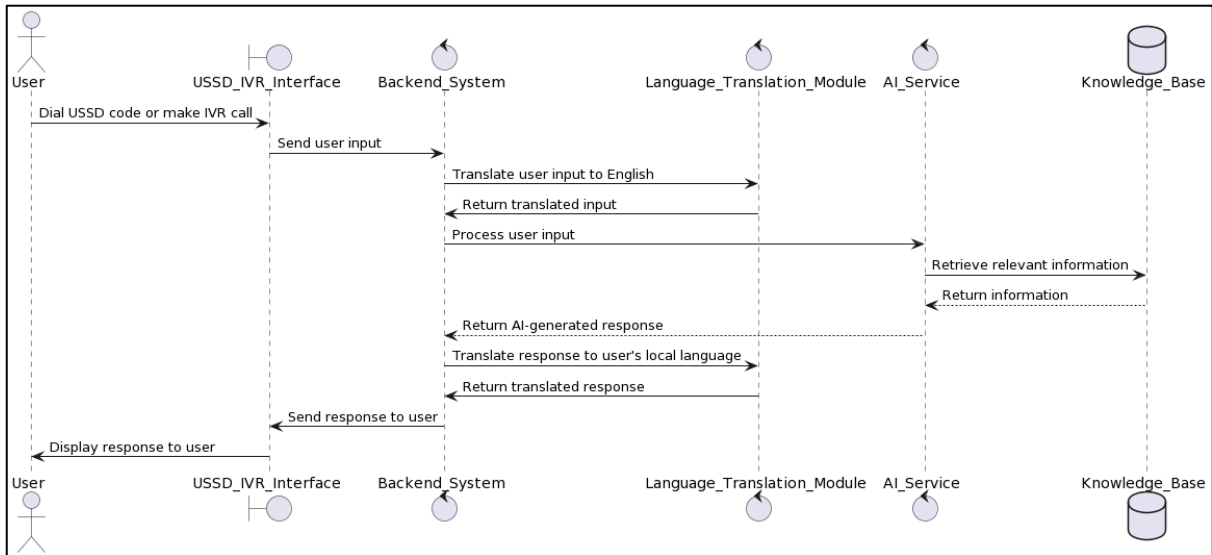 User
USSD_IVR_Interface
Backend_System
Language_Translation_Module
AI_Service
Knowledge_Base
Dial USSD code or make IVR call
Send user input
Translate user input to English
Return translated input
Process user input
Retrieve relevant information
Return information
Return AI-generated response
Translate response to user's local language
Return translated response
Send response to user
Display response to user
User
USSD_IVR_Interface
Backend_System
Language_Translation_Module
AI_Service
Knowledge_Base